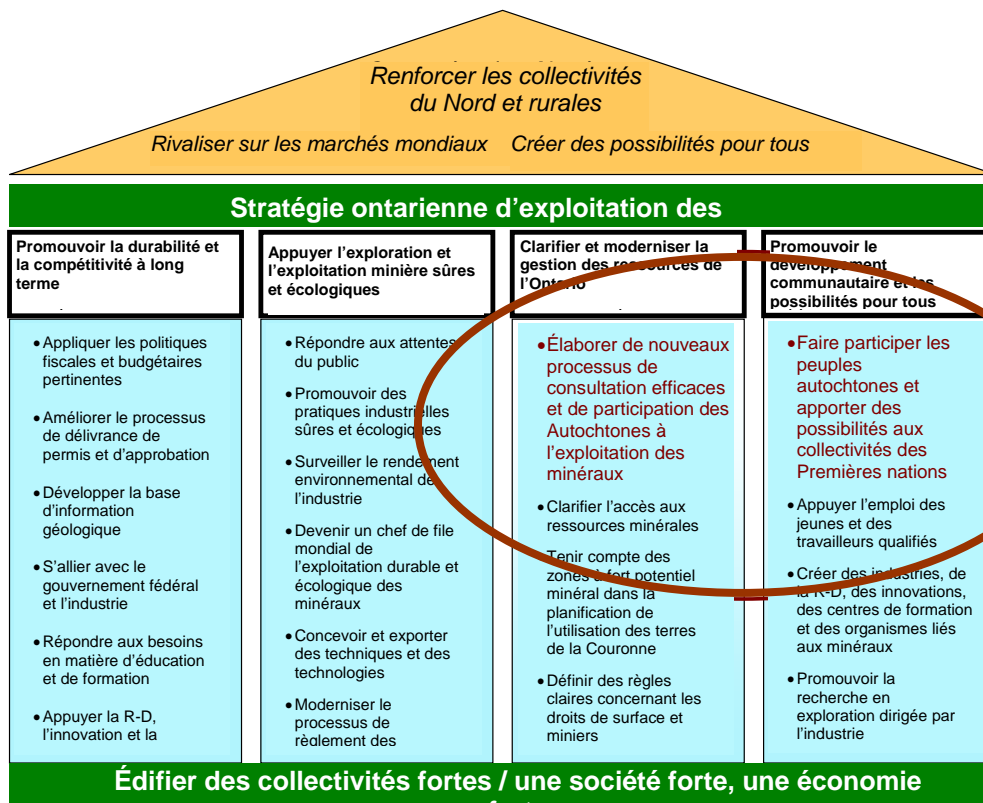 Renforcer les collectivités
du Nord et rurales
Rivaliser sur les marchés mondiaux Créer des possibilités pour tous
Stratégie ontarienne d’exploitation des
Promouvoir la durabilité et
la compétitivité à long
terme
• Appliquer les politiques
fiscales et budgétaires
pertinentes
• Améliorer le processus
de délivrance de
permis et d’approbation
• Développer la base
d’information
géologique
• S’allier avec le
gouvernement fédéral
et l’industrie
• Répondre aux besoins
en matière d’éducation
et de formation
• Appuyer la R-D,
l’innovation et la
Appuyer l’exploration et
l’exploitation minière sûres
et écologiques
• Répondre aux attentes
du public
• Promouvoir des
pratiques industrielles
sûres et écologiques
• Surveiller le rendement
environnemental de
l’industrie
• Devenir un chef de file
mondial de
l’exploitation durable et
écologique des
minéraux
• Concevoir et exporter
des techniques et des
technologies
• Moderniser le
processus de
règlement des
Clarifier et moderniser la
gestion des ressources de
l’Ontario
• Élaborer de nouveaux
processus de
consultation efficaces
et de participation des
Autochtones à
l’exploitation des
minéraux
• Clarifier l’accès aux
ressources minérales
• Tenir compte des
zones à fort potentiel
minéral dans la
planification de
l’utilisation des terres
de la Couronne
• Définir des règles
claires concernant les
droits de surface et
miniers
Promouvoir le
développement
communautaire et les
possibilités pour tous
• Faire participer les
peuples
autochtones et
apporter des
possibilités aux
collectivités des
Premières nations
• Appuyer l’emploi des
jeunes et des
travailleurs qualifiés
• Créer des industries, de
la R-D, des innovations,
des centres de formation
et des organismes liés
aux minéraux
• Promouvoir la
recherche en
exploration dirigée par
l’industrie
Édifier des collectivités fortes / une société forte, une économie